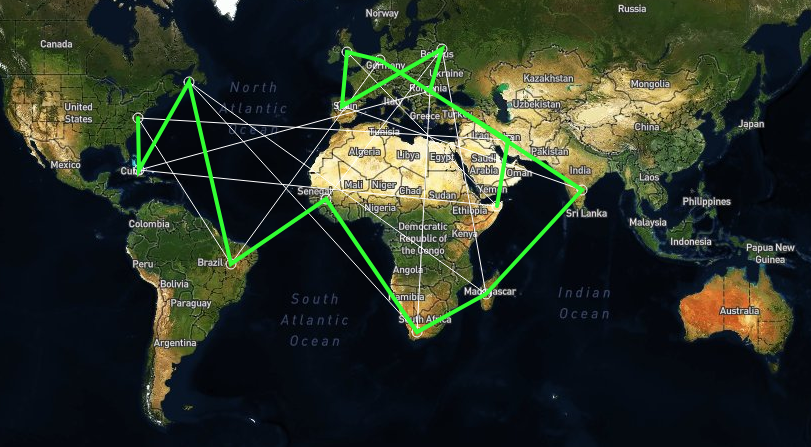 Norway
Russia
Canada
Germany
Belarus
Ukraine
Kazakhstan
Mongolia
North
Atlantic
Ocean
United
States
Spain
Italy
Romania
Greece
Uzbekistan
China
Japan
Tunisia
Iran
Pakistan
Mexico
Cuba
Algeria
Libya
Egypt
Saudi
Arabia
Oman
India
Laos
Senegal
Mali
Niger
Chad
Sudan
Yemen
Philippines
Colombia
Nigeria
Ethiopia
Sri Lanka
Malaysia
Democratic
Republic of
the Congo
Kenya
Indonesia
Papua New
Guinea
Peru
Brazil
Angola
Bolivia
Paraguay
Namibia
Madagascar
South
Atlantic
Ocean
Indian
Ocean
South Africa
Australia
Argentina